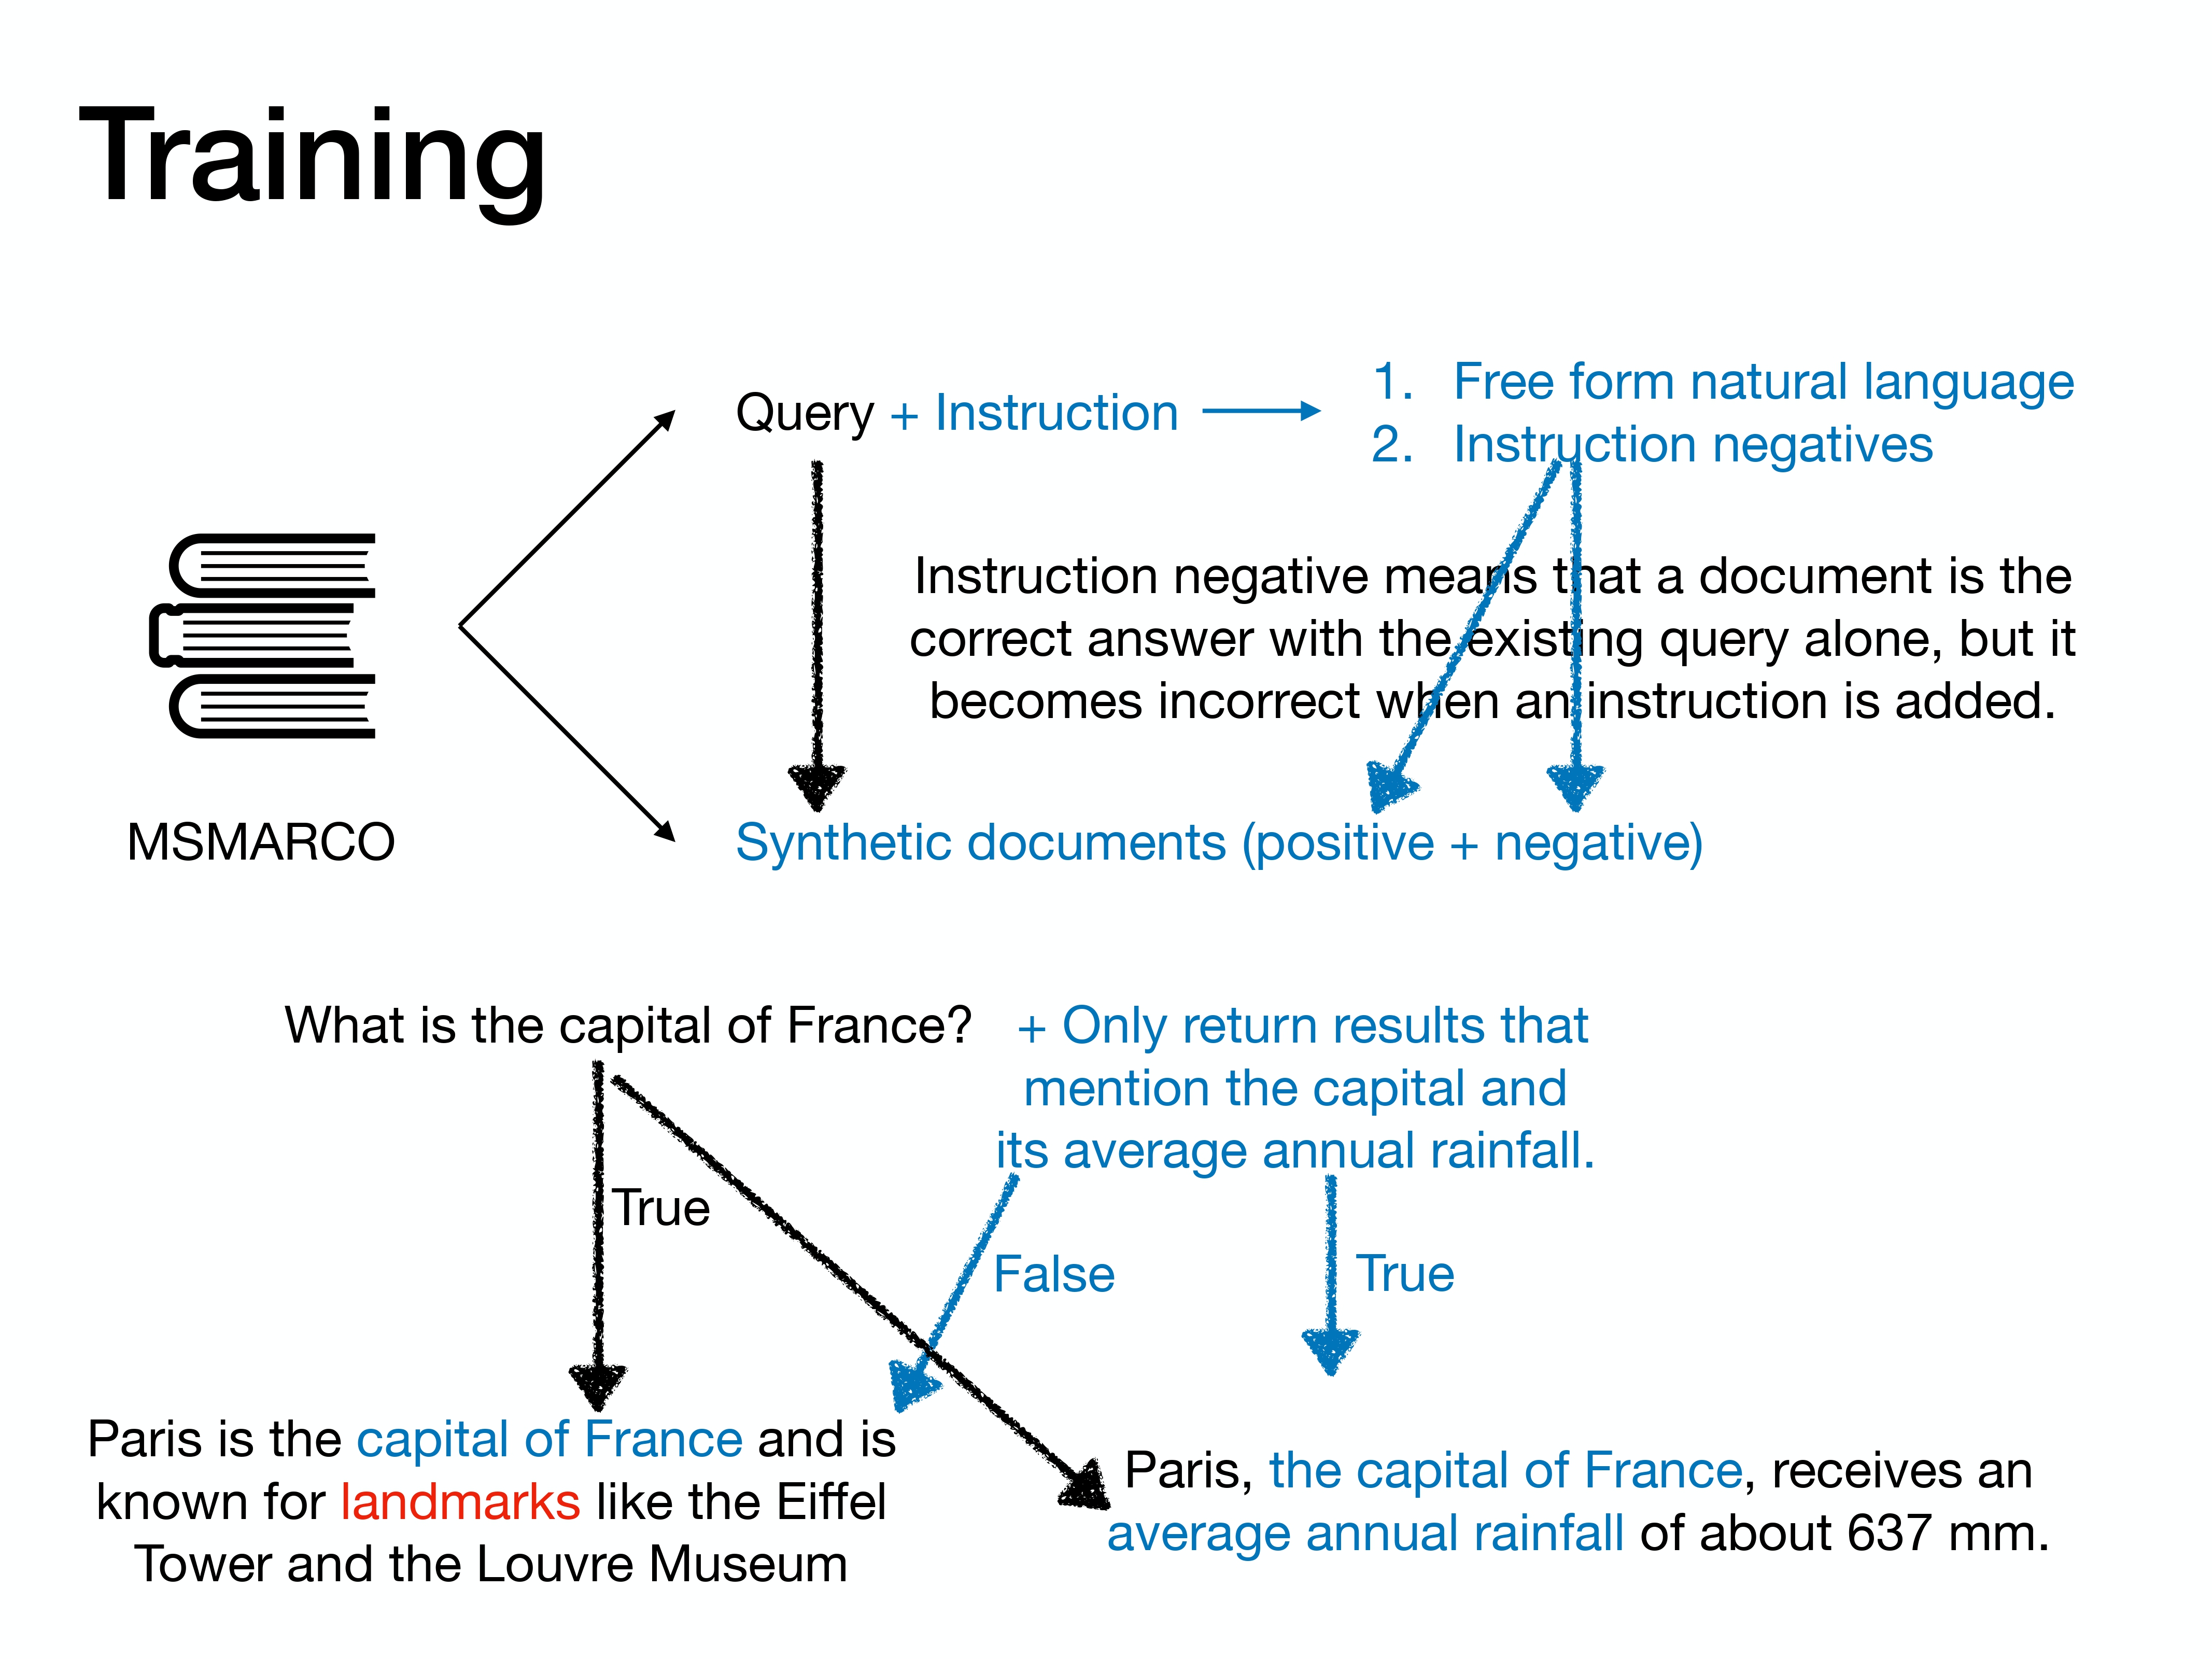 Training
Query + Instruction
1. Free form natural language
2. Instruction negatives
Instruction negative means that a document is the
correct answer with the existing query alone, but it
becomes incorrect when an instruction is added.
MSMARCO
Synthetic documents (positive + negative)
What is the capital of France?
+ Only return results that
mention the capital and
its average annual rainfall.
True
False
True
Paris is the capital of France and is
known for landmarks like the Eiffel
Tower and the Louvre Museum
Paris, the capital of France, receives an
average annual rainfall of about 637 mm.